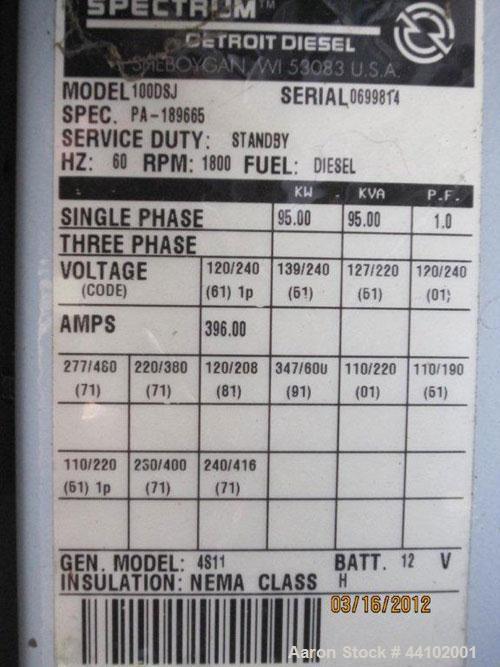 SPECTRUM™
DETROIT DIESEL
SHEBOYGAN, WI 53083 U.S.A.
MODEL 100DSJ SERIAL 0699814
SPEC. PA-189665
SERVICE DUTY: STANDBY
HZ: 60 RPM: 1800 FUEL: DIESEL
KW KVA P.F.
SINGLE PHASE 95.00 95.00 1.0
THREE PHASE
VOLTAGE 120/240 139/240 127/220 120/240
(CODE) (61) 1p (51) (51) (01)
AMPS 396.00
277/480 220/380 120/208 347/600 110/220 110/190
(71) (71) (81) (91) (01) (51)
110/220 230/400 240/416
(61) 1p (71) (71)
GEN. MODEL: 4S11 BATT. 12 V
INSULATION: NEMA CLASS H
03/16/2012
Aaron Stock # 44102001